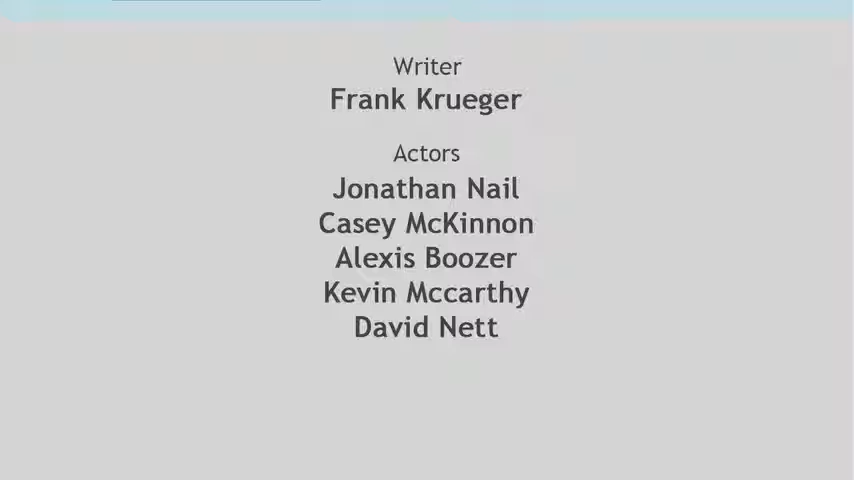 Writer
Frank Krueger
Actors
Jonathan Nail
Casey McKinnon
Alexis Boozer
Kevin Mccarthy
David Nett